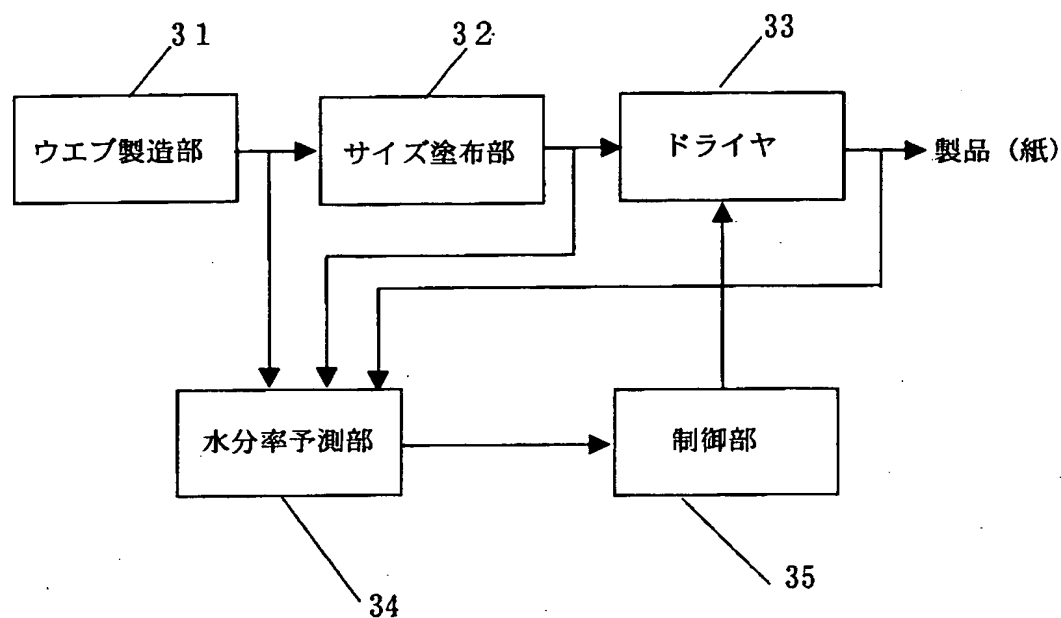 31
32
33
ウエブ製造部
サイズ塗布部
ドライヤ
製品(紙)
水分率予測部
制御部
34
35